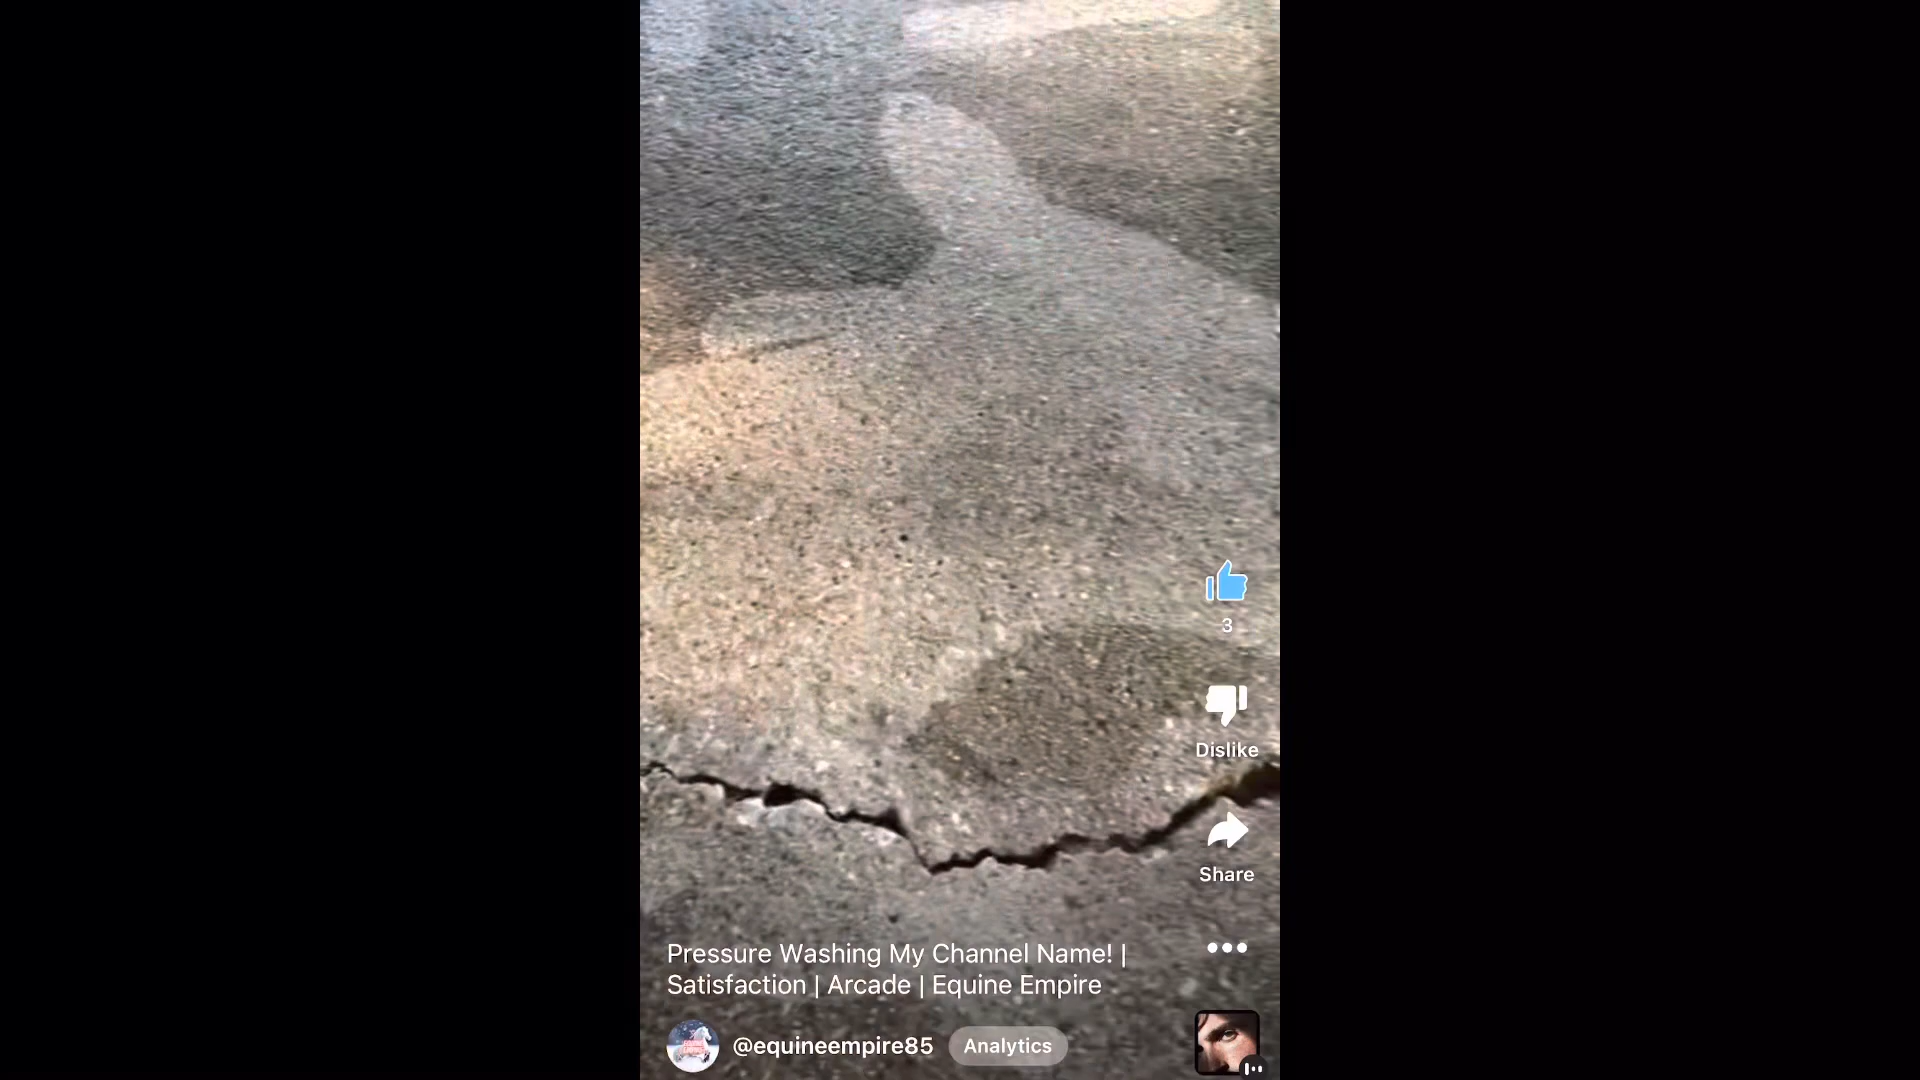 3
Dislike
Share
Pressure Washing My Channel Name! |
Satisfaction | Arcade | Equine Empire
@equineempire85
Analytics